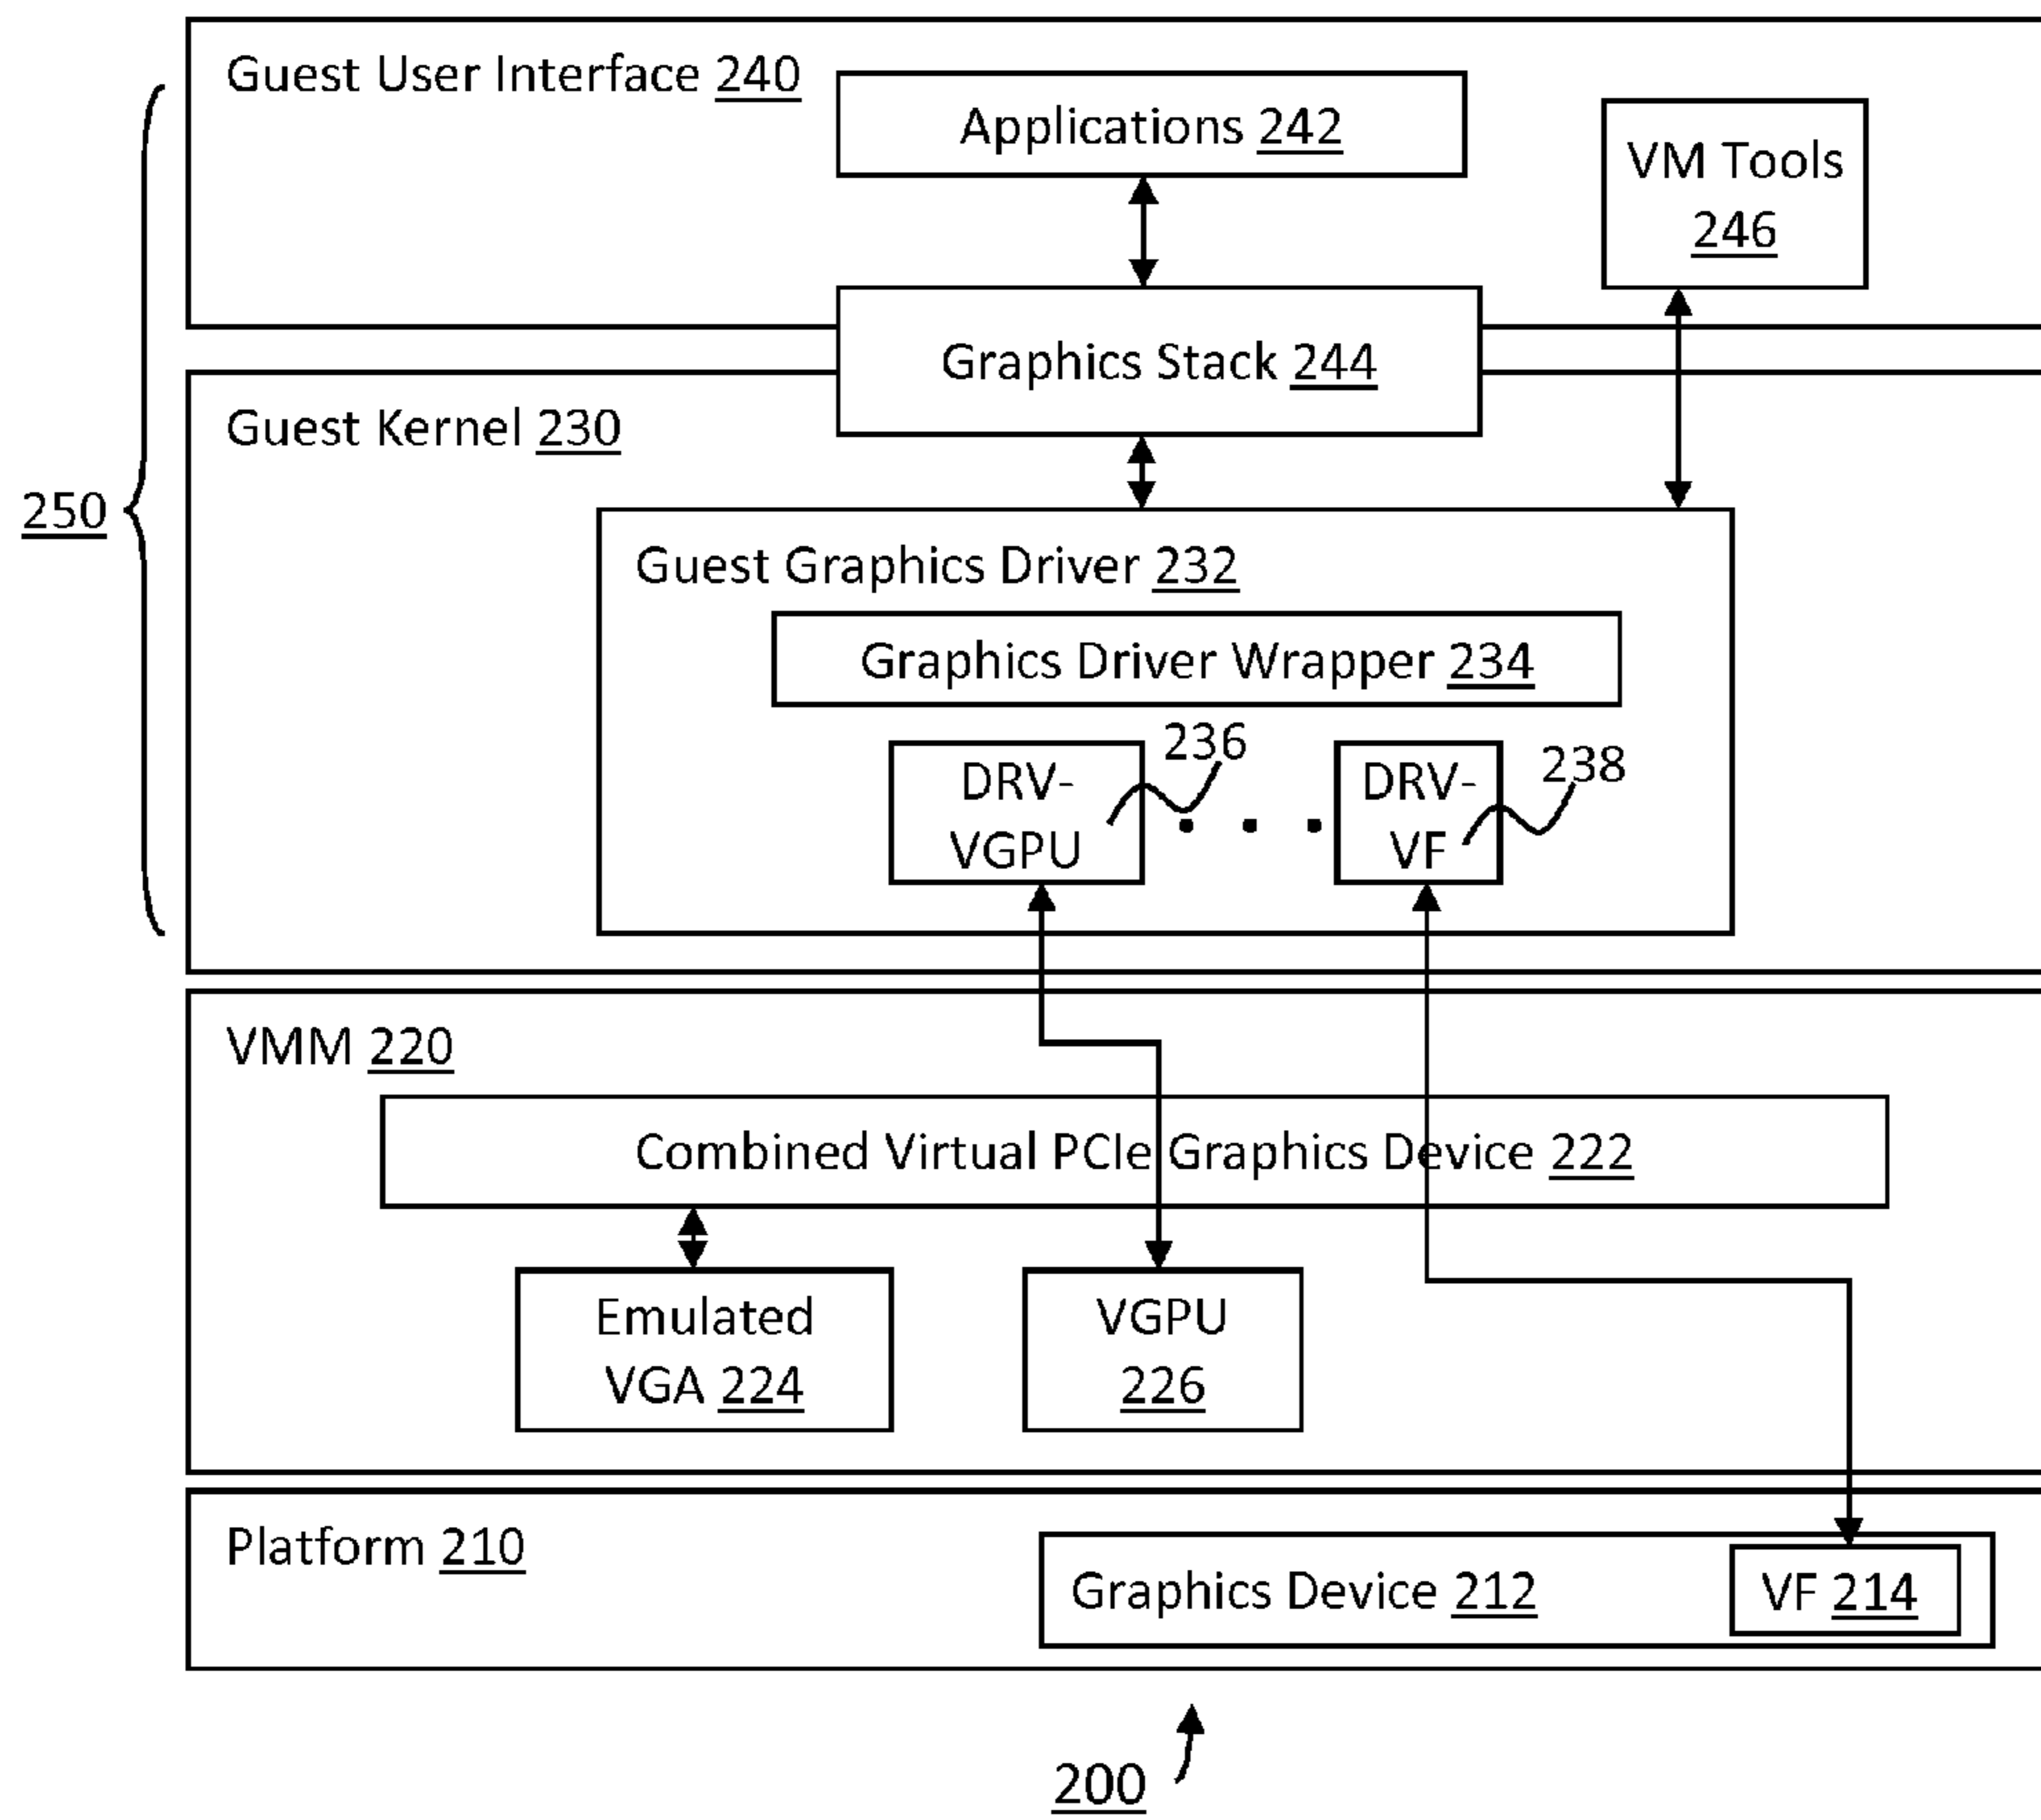 Guest User Interface 240
Applications 242
VM Tools
246
Graphics Stack 244
Guest Kernel 230
250
Guest Graphics Driver 232
Graphics Driver Wrapper 234
236
238
DRV-
VGPU
DRV-
VF
VMM 220
Combined Virtual PCIe Graphics Device 222
Emulated
VGA 224
VGPU
226
Platform 210
Graphics Device 212
VF 214
200